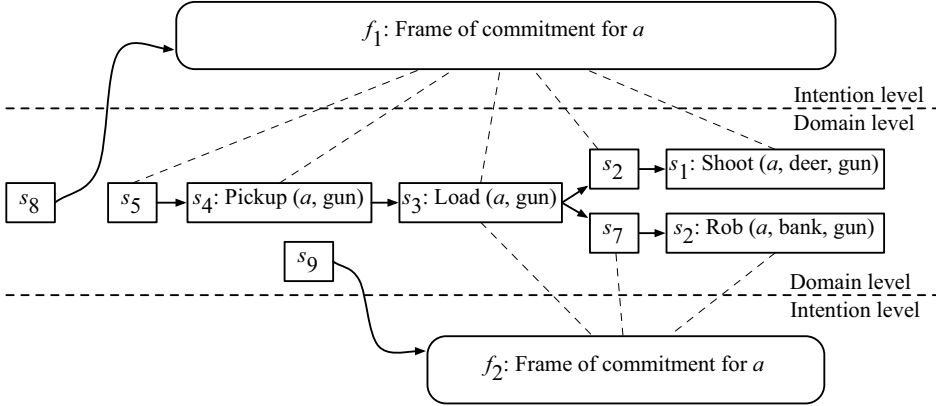 f1: Frame of commitment for a
Intention level
Domain level
s2
s1: Shoot (a, deer, gun)
s8
s5
s4: Pickup (a, gun)
s3: Load (a, gun)
s7
s2: Rob (a, bank, gun)
s9
Domain level
Intention level
f2: Frame of commitment for a